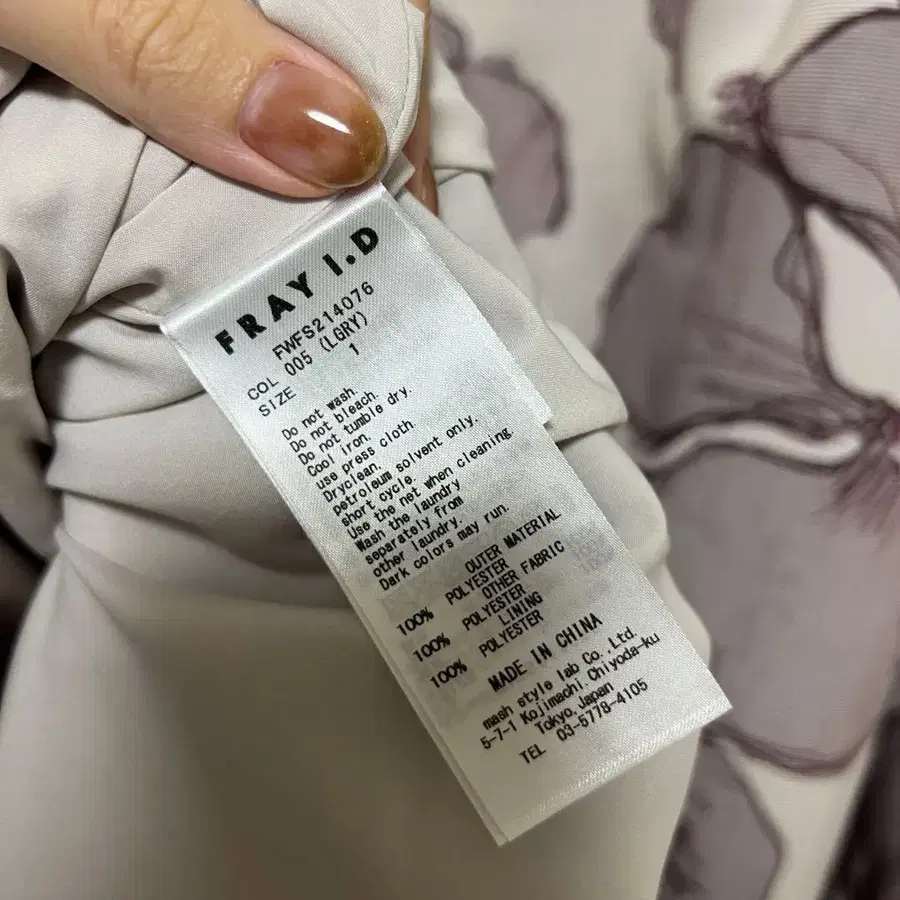 FRAY I.D
FWFS214076
COL 005 (LGRY)
SIZE 1
Do not wash.
Do not bleach.
Do not tumble dry.
Cool iron.
use press cloth
Dryclean.
petroleum solvent only.
short cycle.
Use the net when cleaning.
Wash the laundry
separately from
other laundry.
Dark colors may run.
OUTER MATERIAL
100% POLYESTER
OTHER FABRIC
100% POLYESTER
LINING
100% POLYESTER
MADE IN CHINA
mash style lab Co., Ltd.
5-7-1 Kojimachi, Chiyoda-ku
Tokyo, Japan
TEL 03-5778-4105